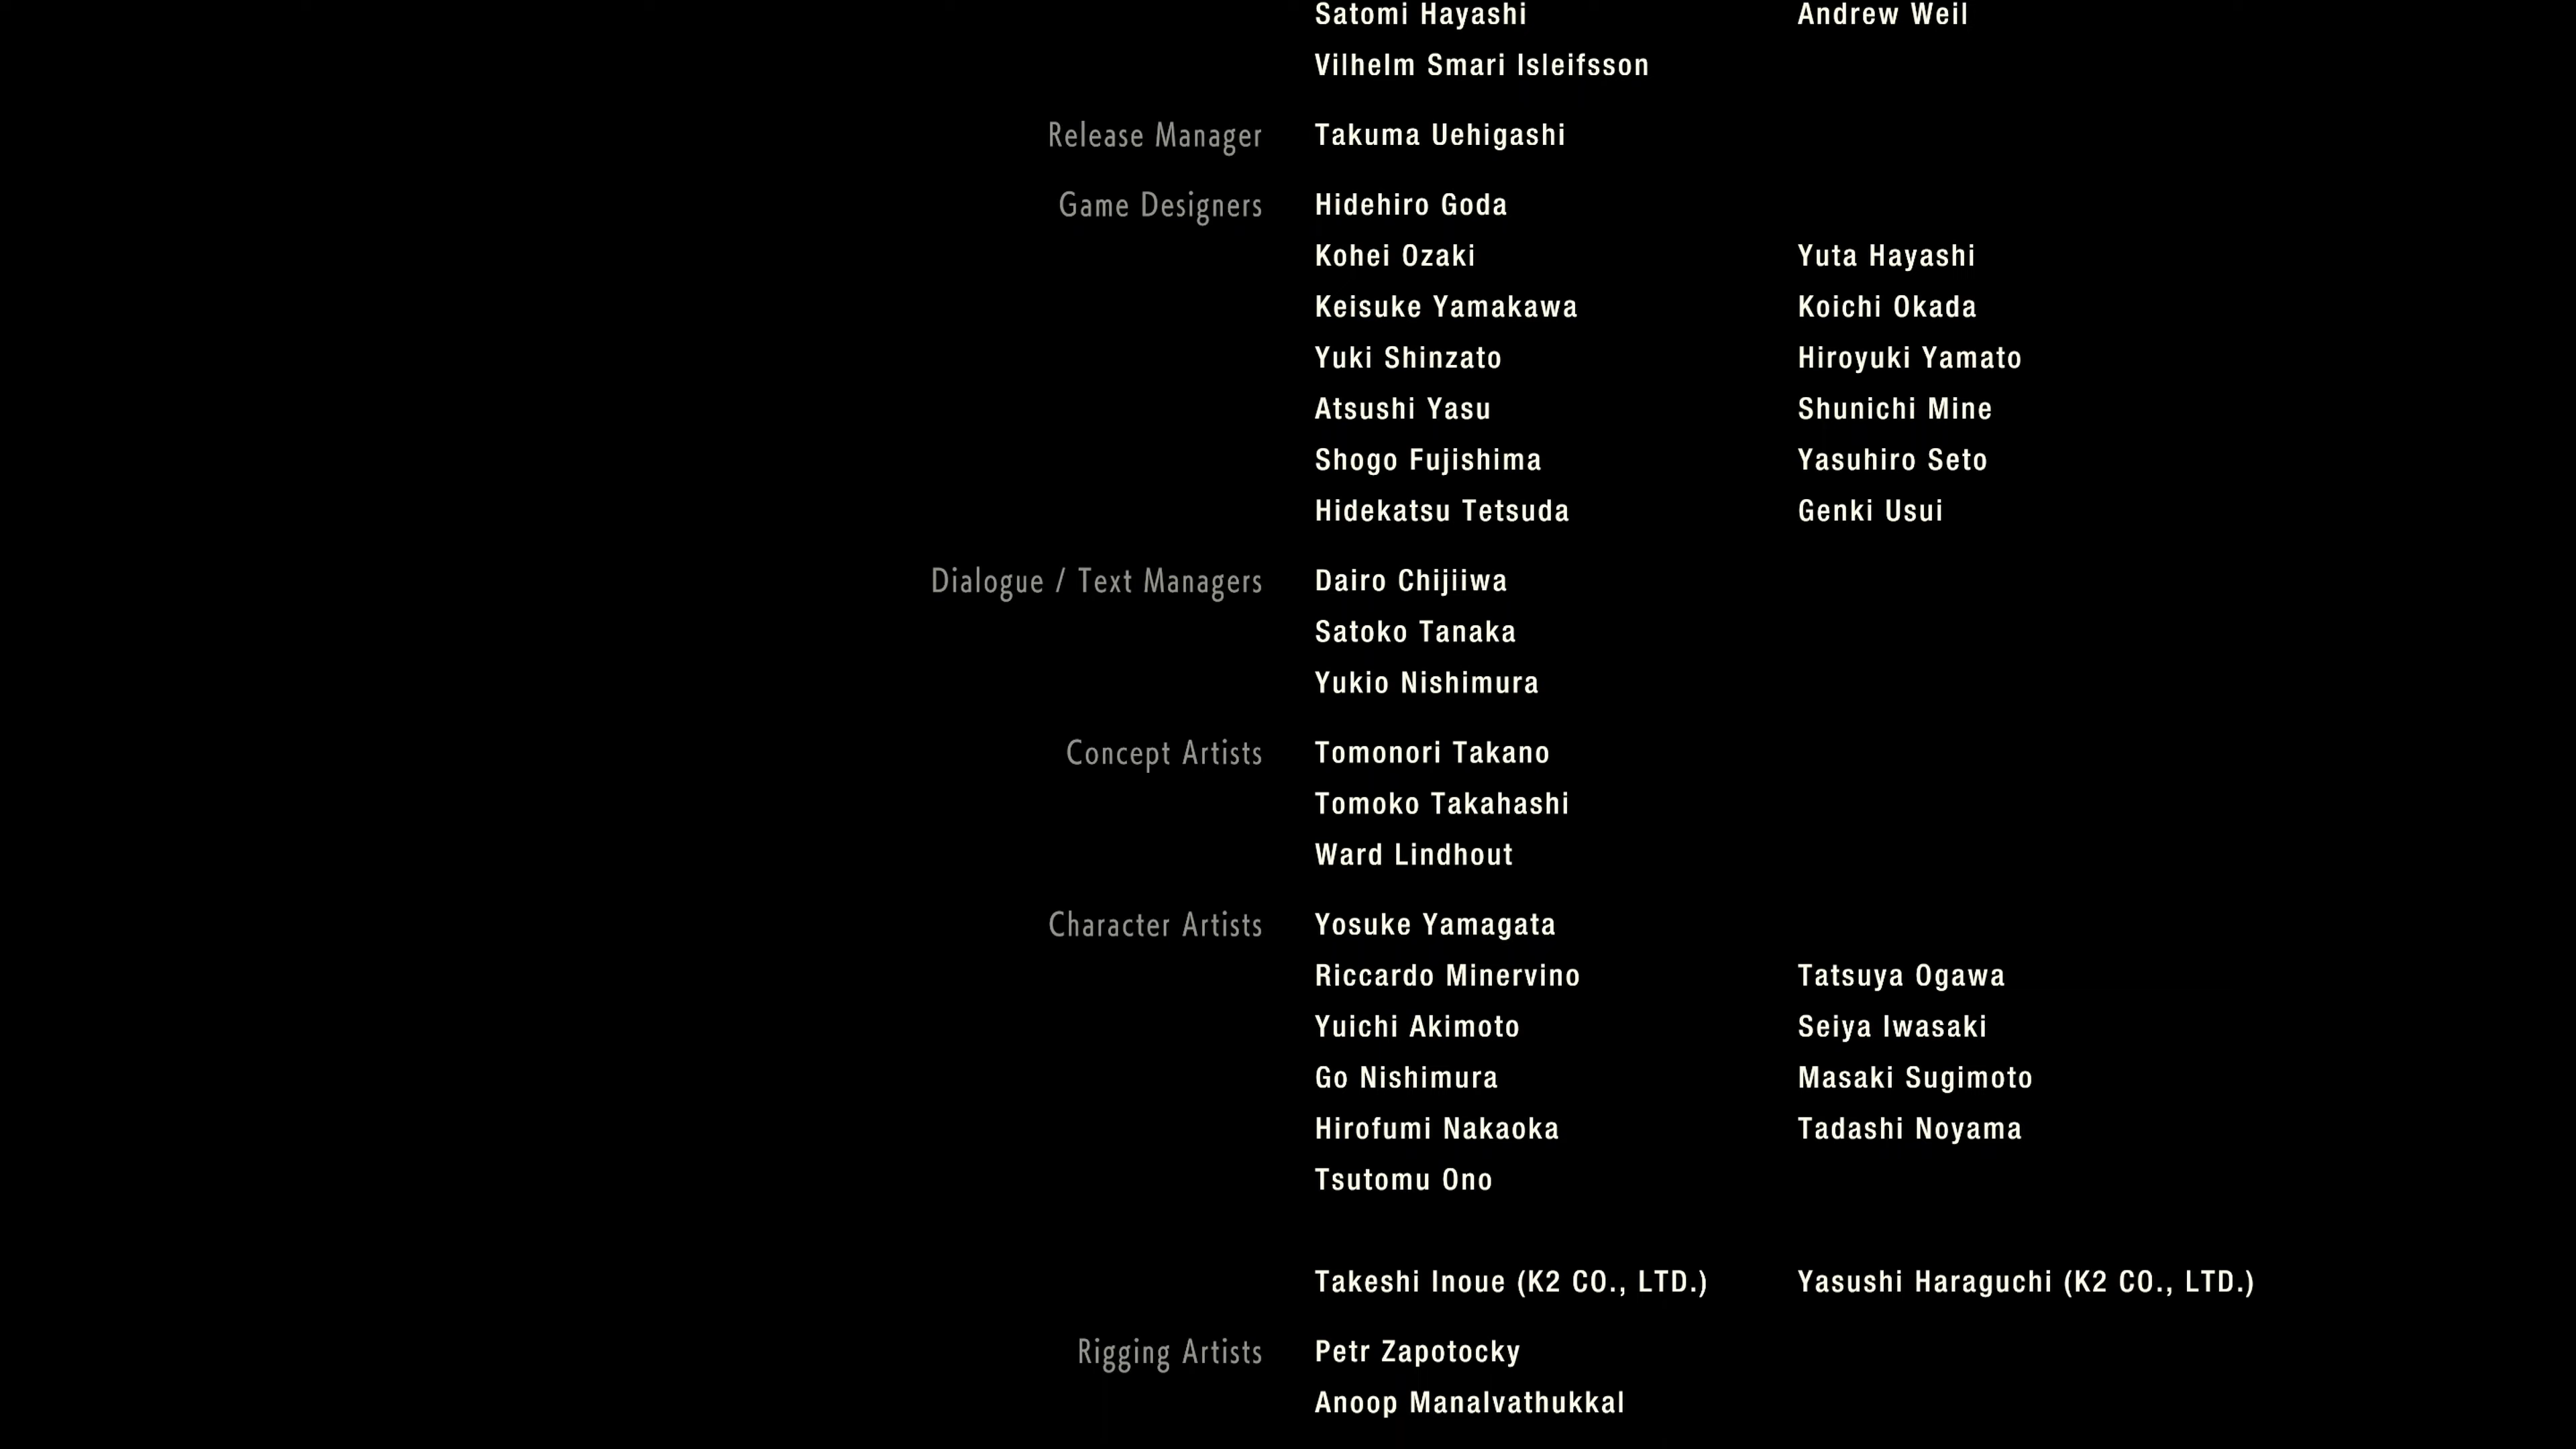 Satomi Hayashi Andrew Weil
Vilhelm Smari Isleifsson
Release Manager Takuma Uehigashi
Game Designers Hidehiro Goda
Kohei Ozaki Yuta Hayashi
Keisuke Yamakawa Koichi Okada
Yuki Shinzato Hiroyuki Yamato
Atsushi Yasu Shunichi Mine
Shogo Fujishima Yasuhiro Seto
Hidekatsu Tetsuda Genki Usui
Dialogue / Text Managers Dairo Chijiiwa
Satoko Tanaka
Yukio Nishimura
Concept Artists Tomonori Takano
Tomoko Takahashi
Ward Lindhout
Character Artists Yosuke Yamagata
Riccardo Minervino Tatsuya Ogawa
Yuichi Akimoto Seiya Iwasaki
Go Nishimura Masaki Sugimoto
Hirofumi Nakaoka Tadashi Noyama
Tsutomu Ono
Takeshi Inoue (K2 CO., LTD.) Yasushi Haraguchi (K2 CO., LTD.)
Rigging Artists Petr Zapotocky
Anoop Manalvathukkal